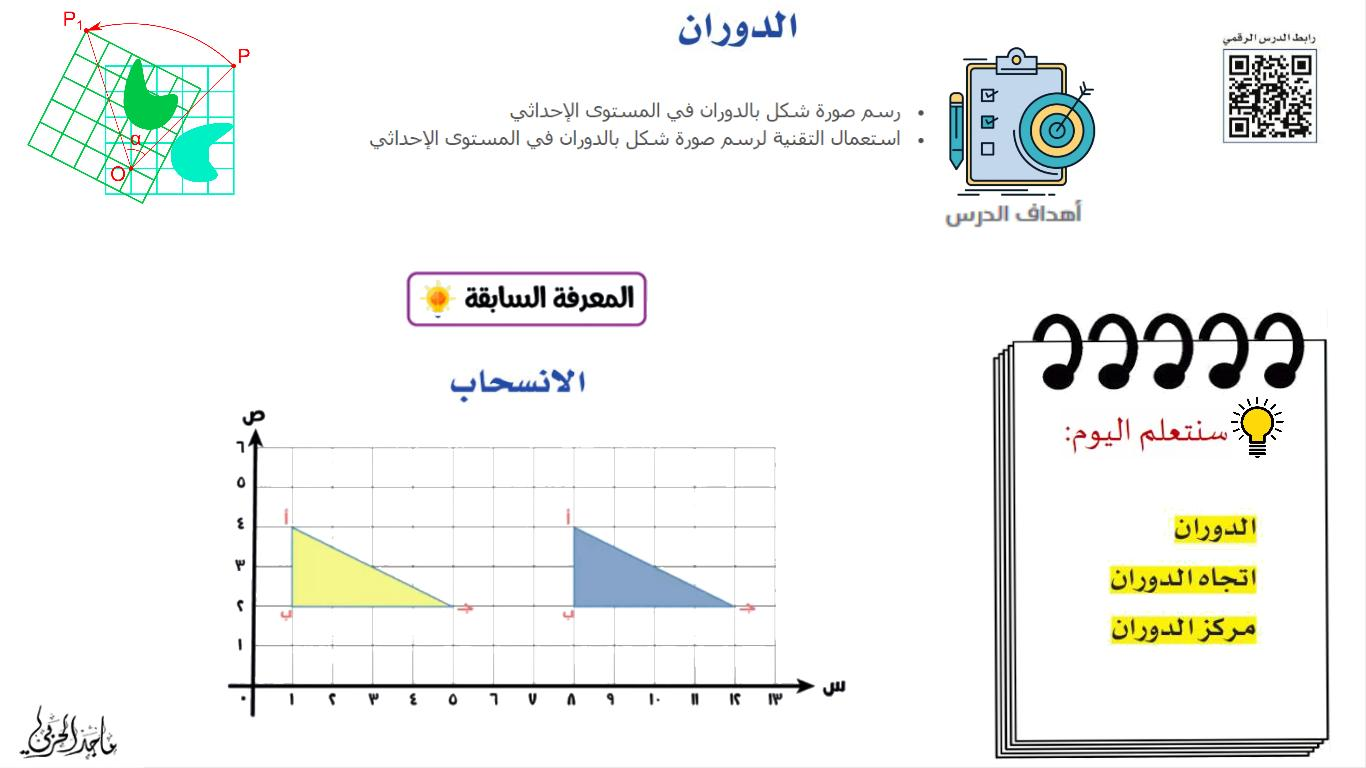 الدوران
رابط الدرس الرقمي
P₁
P
α
O
• رسم صورة شكل بالدوران في المستوى الإحداثي
• استعمال التقنية لرسم صورة شكل بالدوران في المستوى الإحداثي
أهداف الدرس
المعرفة السابقة
سنتعلم اليوم:
الدوران
اتجاه الدوران
مركز الدوران
الانسحاب
ص
٦
٥
٤
٣
٢
١
أ
ب
جـ
أ
ب
جـ
٠ ١ ٢ ٣ ٤ ٥ ٦ ٧ ٨ ٩ ١٠ ١١ ١٢ ١٣
س